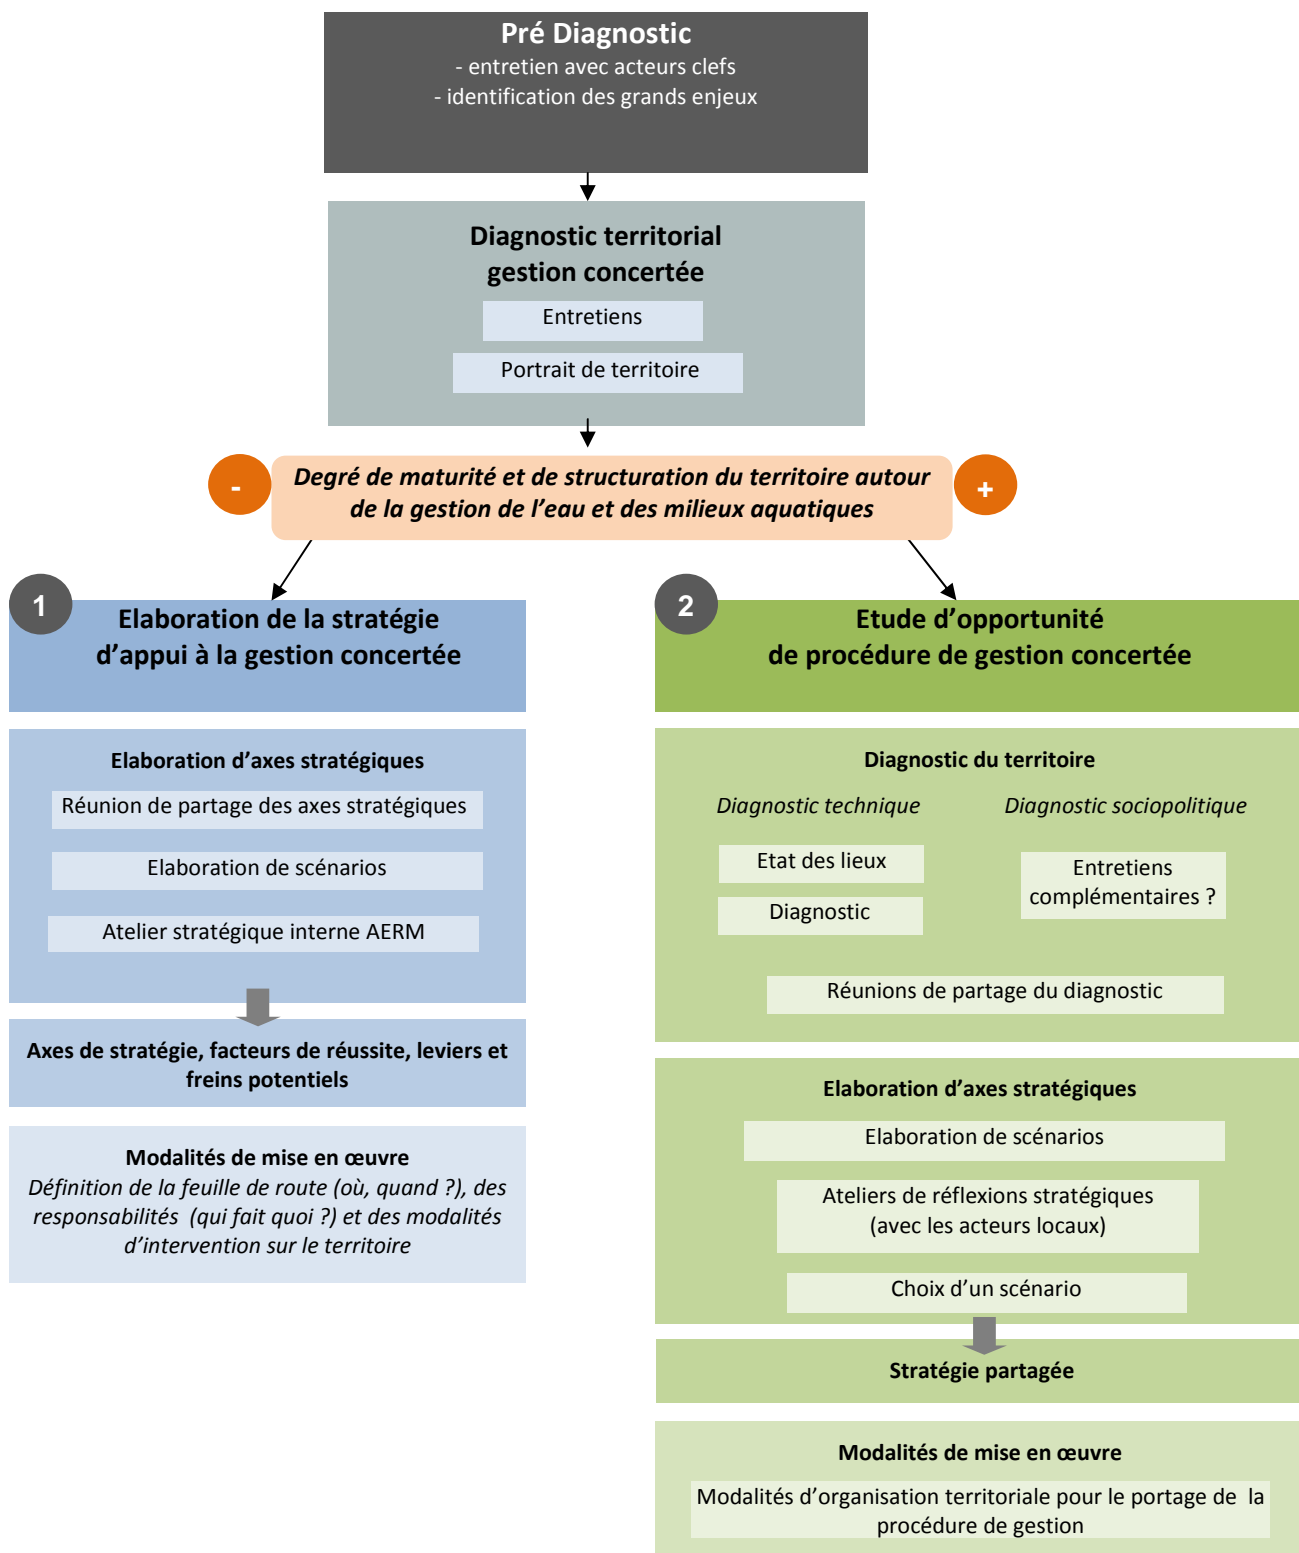 Pré Diagnostic
- entretien avec acteurs clefs
- identification des grands enjeux
Diagnostic territorial
gestion concertée
Entretiens
Portrait de territoire
-
Degré de maturité et de structuration du territoire autour
de la gestion de l’eau et des milieux aquatiques
+
1
Elaboration de la stratégie
d’appui à la gestion concertée
Elaboration d’axes stratégiques
Réunion de partage des axes stratégiques
Elaboration de scénarios
Atelier stratégique interne AERM
Axes de stratégie, facteurs de réussite, leviers et
freins potentiels
Modalités de mise en œuvre
Définition de la feuille de route (où, quand ?), des
responsabilités (qui fait quoi ?) et des modalités
d’intervention sur le territoire
2
Etude d’opportunité
de procédure de gestion concertée
Diagnostic du territoire
Diagnostic technique
Etat des lieux
Diagnostic
Diagnostic sociopolitique
Entretiens
complémentaires ?
Réunions de partage du diagnostic
Elaboration d’axes stratégiques
Elaboration de scénarios
Ateliers de réflexions stratégiques
(avec les acteurs locaux)
Choix d’un scénario
Stratégie partagée
Modalités de mise en œuvre
Modalités d’organisation territoriale pour le portage de la
procédure de gestion